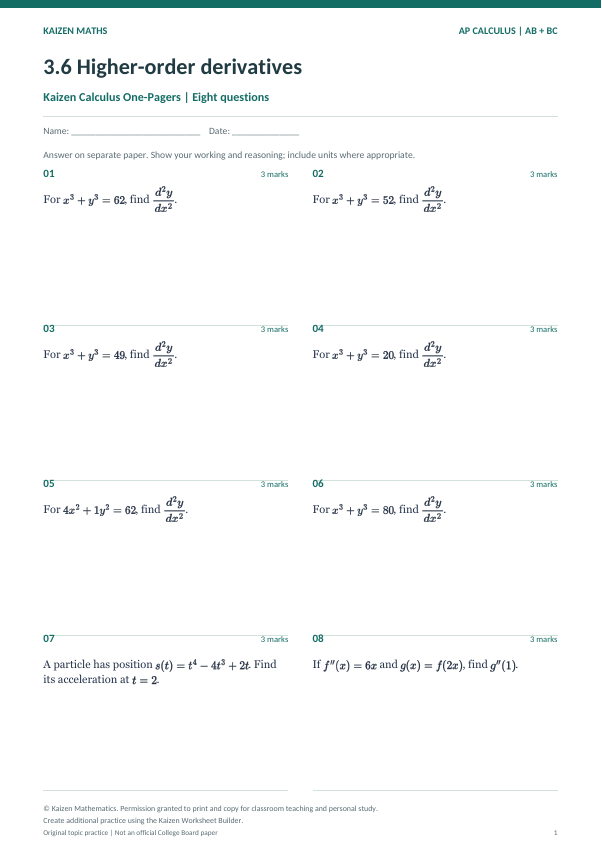 KAIZEN MATHS AP CALCULUS | AB + BC
3.6 Higher-order derivatives
Kaizen Calculus One-Pagers | Eight questions
Name: ____________________________ Date: ______________
Answer on separate paper. Show your working and reasoning; include units where appropriate.
01 3 marks
For x³ + y³ = 62, find d²y/dx².
02 3 marks
For x³ + y³ = 52, find d²y/dx².
03 3 marks
For x³ + y³ = 49, find d²y/dx².
04 3 marks
For x³ + y³ = 20, find d²y/dx².
05 3 marks
For 4x² + 1y² = 62, find d²y/dx².
06 3 marks
For x³ + y³ = 80, find d²y/dx².
07 3 marks
A particle has position s(t) = t⁴ − 4t³ + 2t. Find
its acceleration at t = 2.
08 3 marks
If f″(x) = 6x and g(x) = f(2x), find g″(1).
© Kaizen Mathematics. Permission granted to print and copy for classroom teaching and personal study.
Create additional practice using the Kaizen Worksheet Builder.
Original topic practice | Not an official College Board paper 1